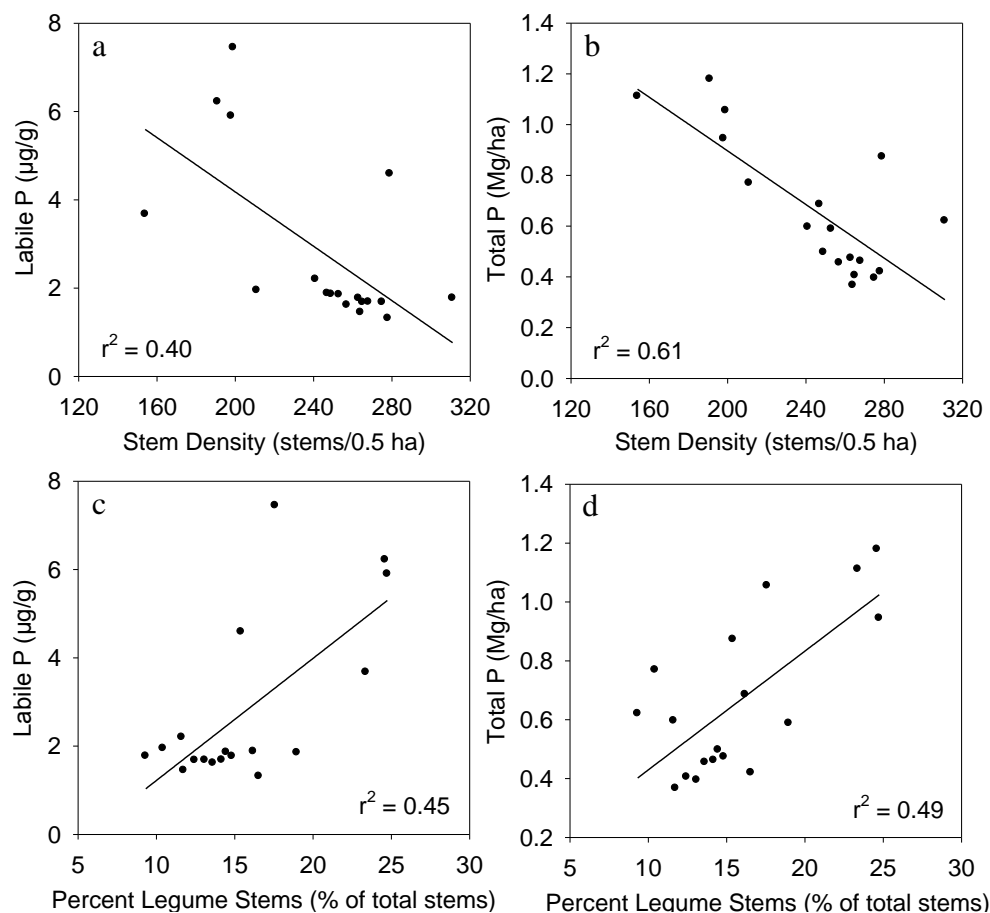 a
Labile P (µg/g)
8
6
4
2
0
r² = 0.40
120 160 200 240 280 320
Stem Density (stems/0.5 ha)
b
Total P (Mg/ha)
1.4
1.2
1.0
0.8
0.6
0.4
0.2
0.0
r² = 0.61
120 160 200 240 280 320
Stem Density (stems/0.5 ha)
c
Labile P (µg/g)
8
6
4
2
0
r² = 0.45
5 10 15 20 25 30
Percent Legume Stems (% of total stems)
d
Total P (Mg/ha)
1.4
1.2
1.0
0.8
0.6
0.4
0.2
r² = 0.49
5 10 15 20 25 30
Percent Legume Stems (% of total stems)